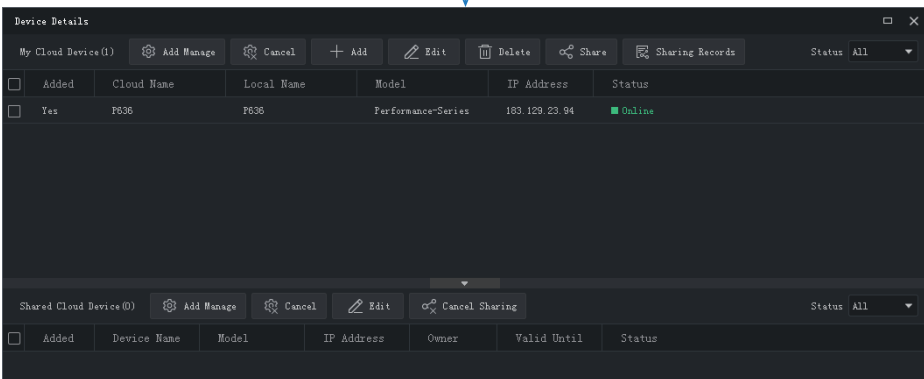 Device Details
My Cloud Device(1) Add Manage Cancel Add Edit Delete Share Sharing Records Status All
Added Cloud Name Local Name Model IP Address Status
Yes P636 P636 Performance-Series 183.129.23.94 Online
Shared Cloud Device(0) Add Manage Cancel Edit Cancel Sharing Status All
Added Device Name Model IP Address Owner Valid Until Status